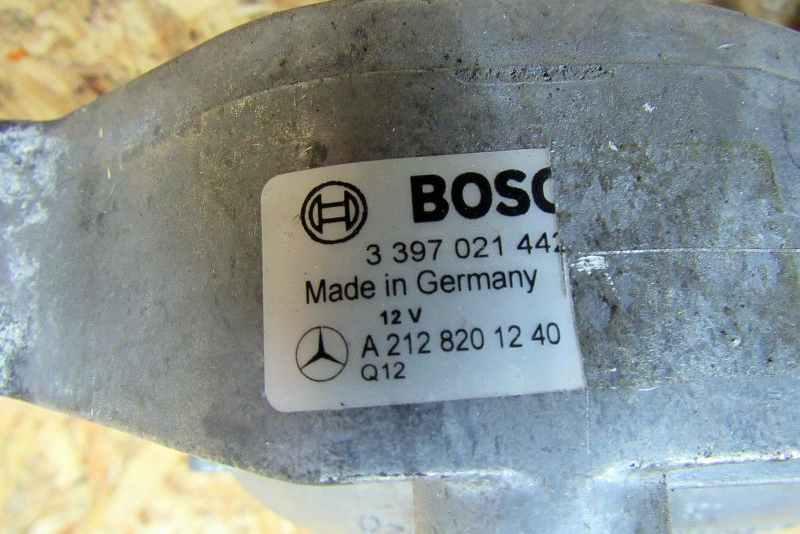 BOSC
3 397 021 442
Made in Germany
12 V
A 212 820 12 40
Q12